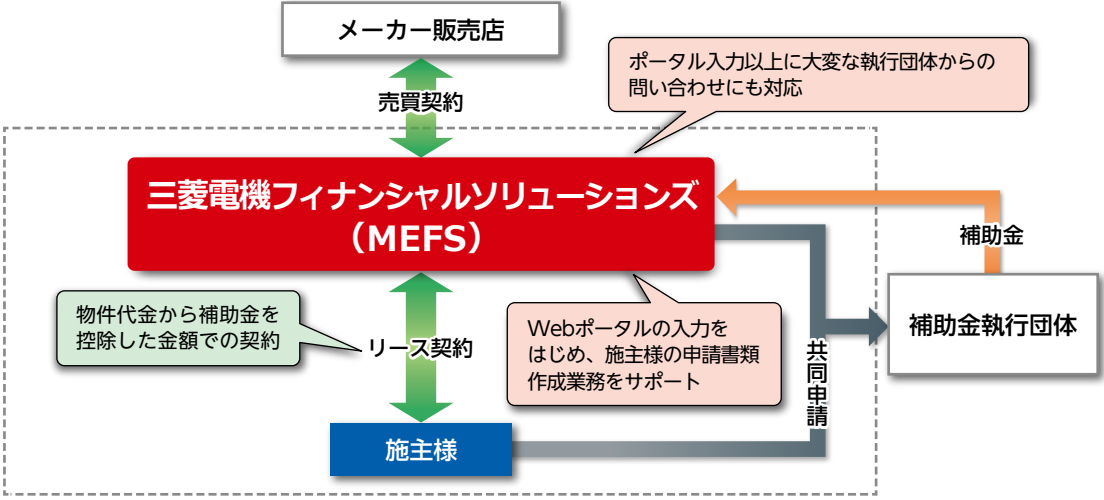 メーカー販売店
ポータル入力以上に大変な執行団体からの
問い合わせにも対応
売買契約
三菱電機フィナンシャルソリューションズ
（MEFS）
補助金
補助金執行団体
物件代金から補助金を
控除した金額での契約
リース契約
Webポータルの入力を
はじめ、施主様の申請書類
作成業務をサポート
共同申請
施主様